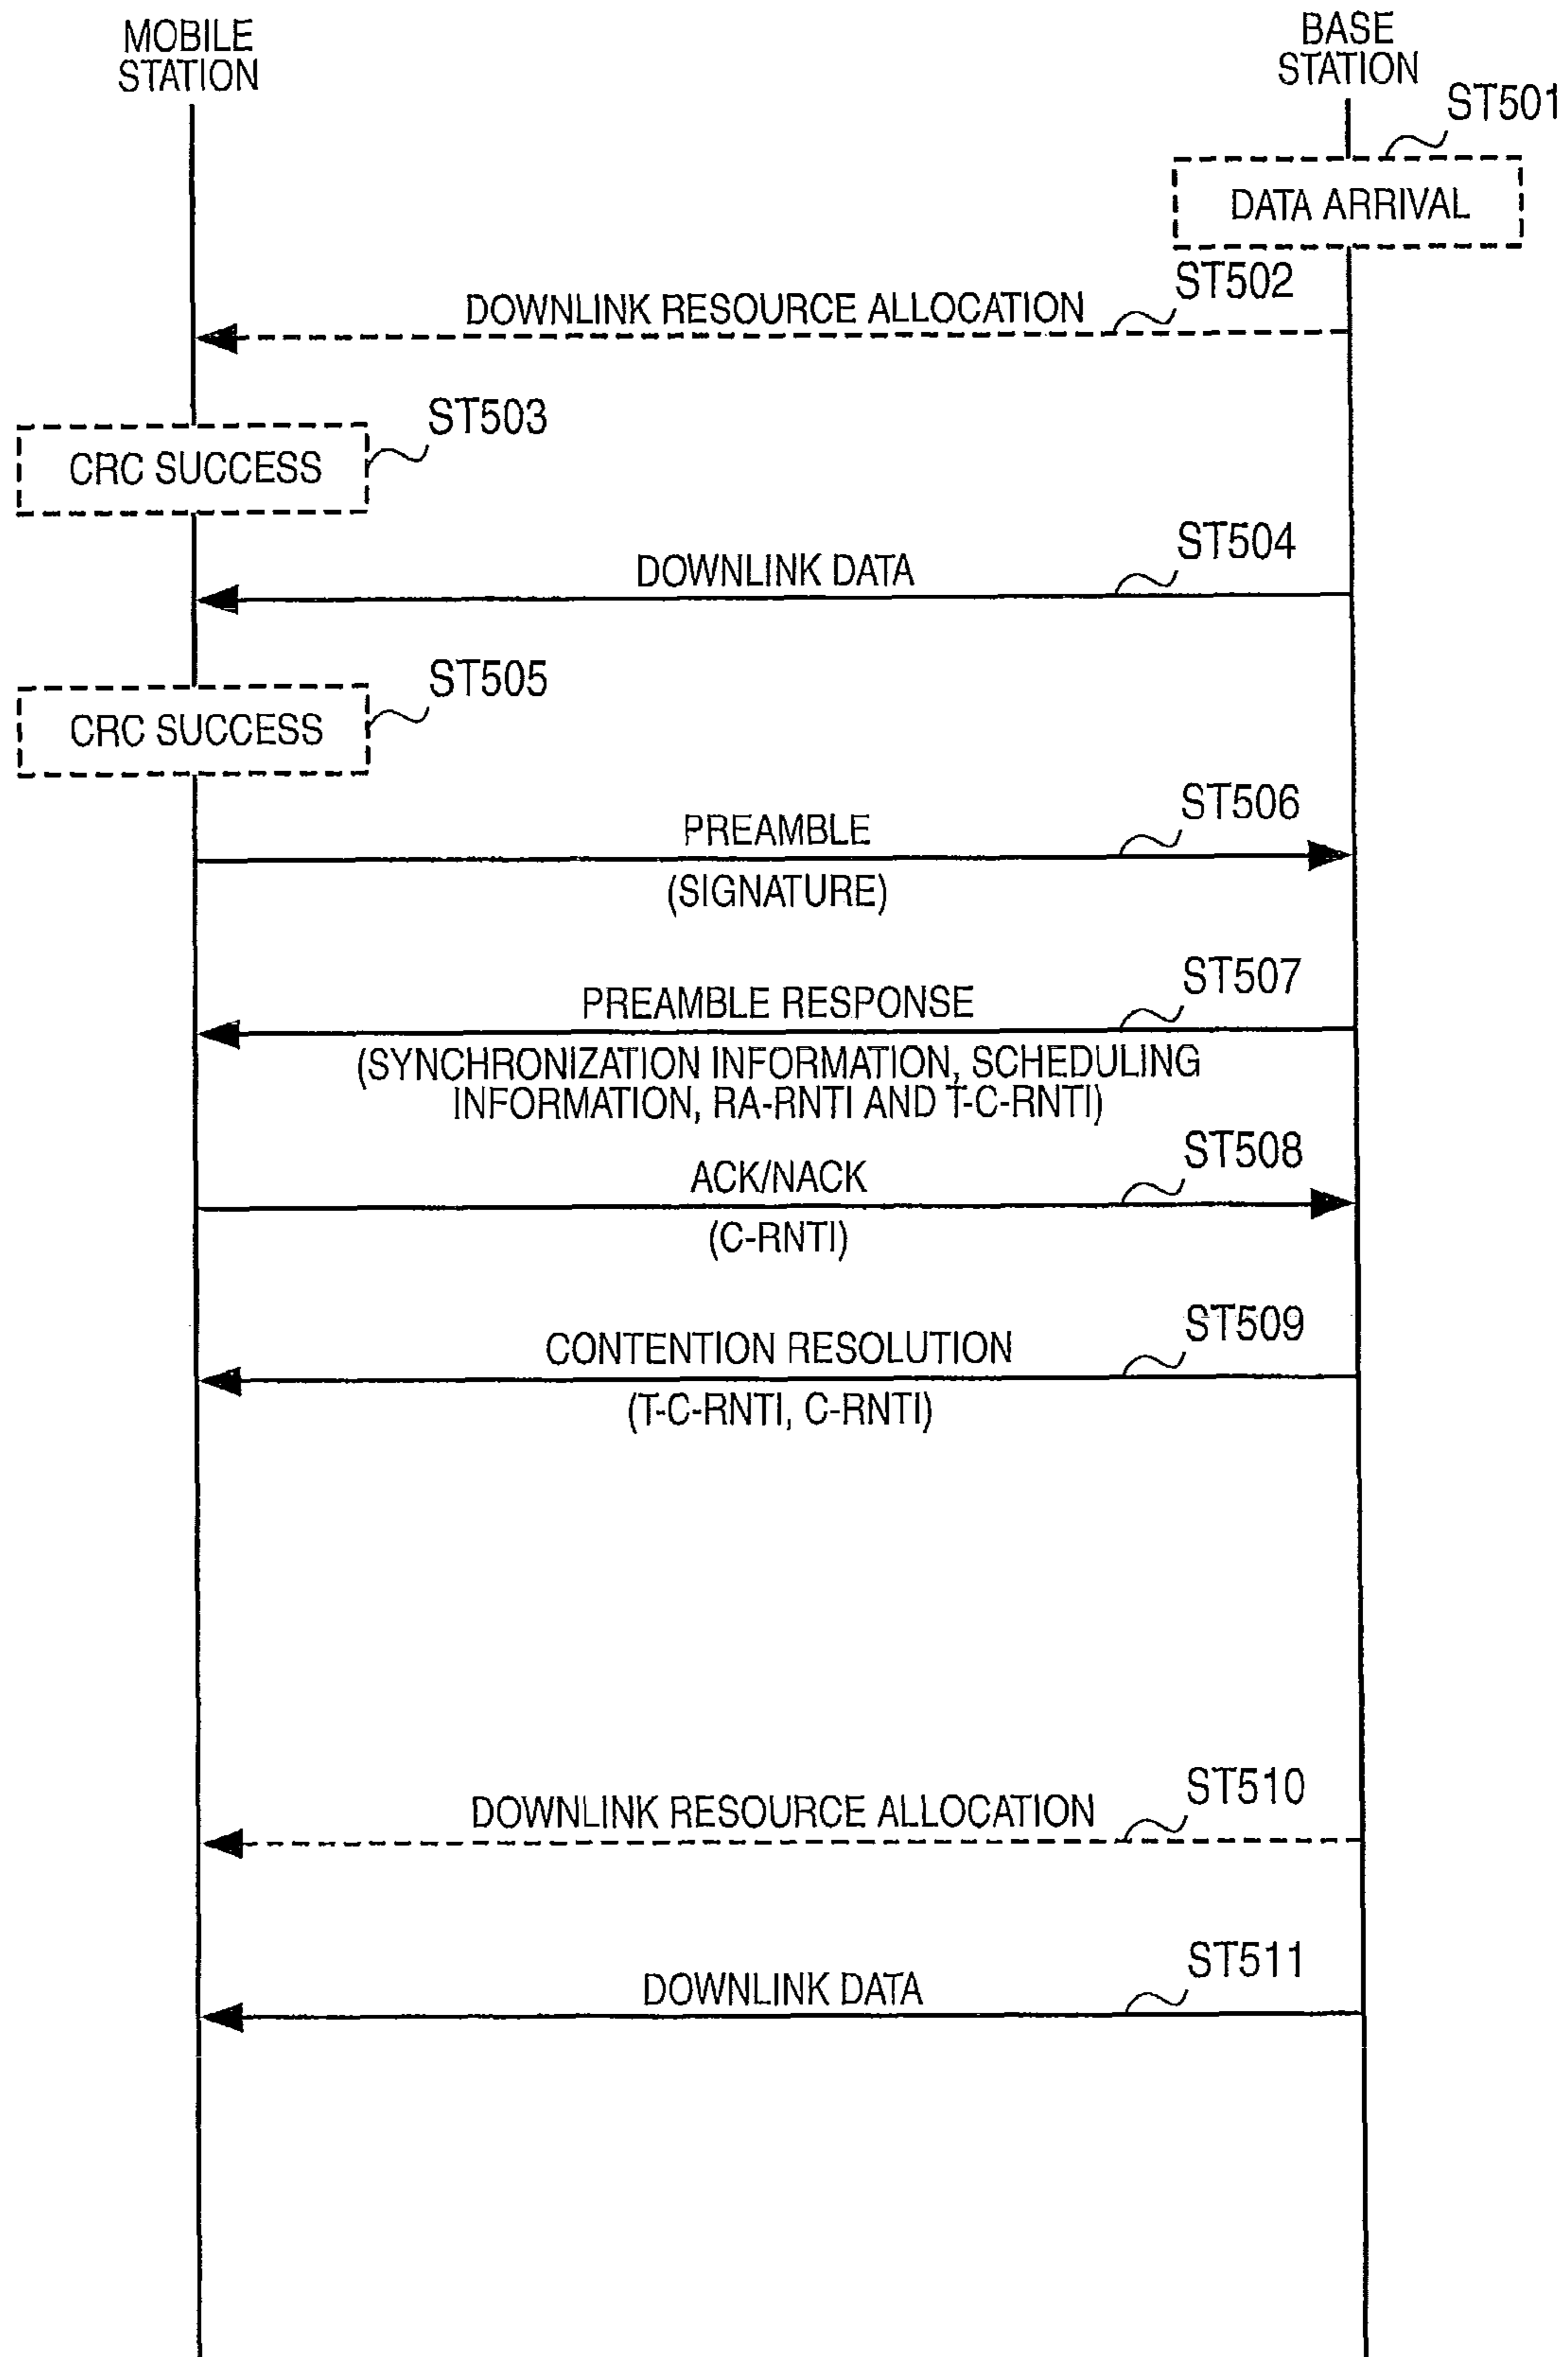 MOBILE
STATION
BASE
STATION
ST501
DATA ARRIVAL
ST502
DOWNLINK RESOURCE ALLOCATION
ST503
CRC SUCCESS
ST504
DOWNLINK DATA
ST505
CRC SUCCESS
ST506
PREAMBLE
(SIGNATURE)
ST507
PREAMBLE RESPONSE
(SYNCHRONIZATION INFORMATION, SCHEDULING
INFORMATION, RA-RNTI AND T-C-RNTI)
ST508
ACK/NACK
(C-RNTI)
ST509
CONTENTION RESOLUTION
(T-C-RNTI, C-RNTI)
ST510
DOWNLINK RESOURCE ALLOCATION
ST511
DOWNLINK DATA